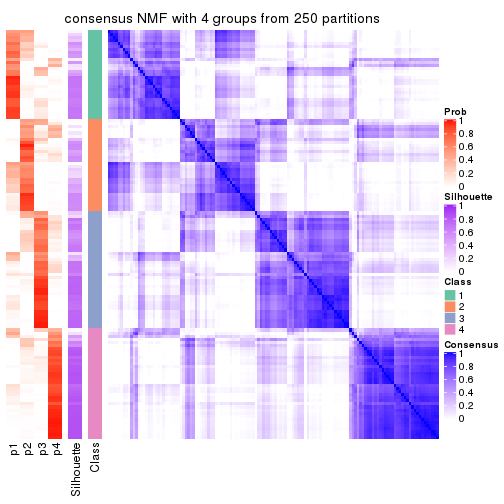 consensus NMF with 4 groups from 250 partitions
Prob
1
0.8
0.6
0.4
0.2
0
Silhouette
1
0.8
0.6
0.4
0.2
0
Class
1
2
3
4
Consensus
1
0.8
0.6
0.4
0.2
0
p1
p2
p3
p4
Silhouette
Class